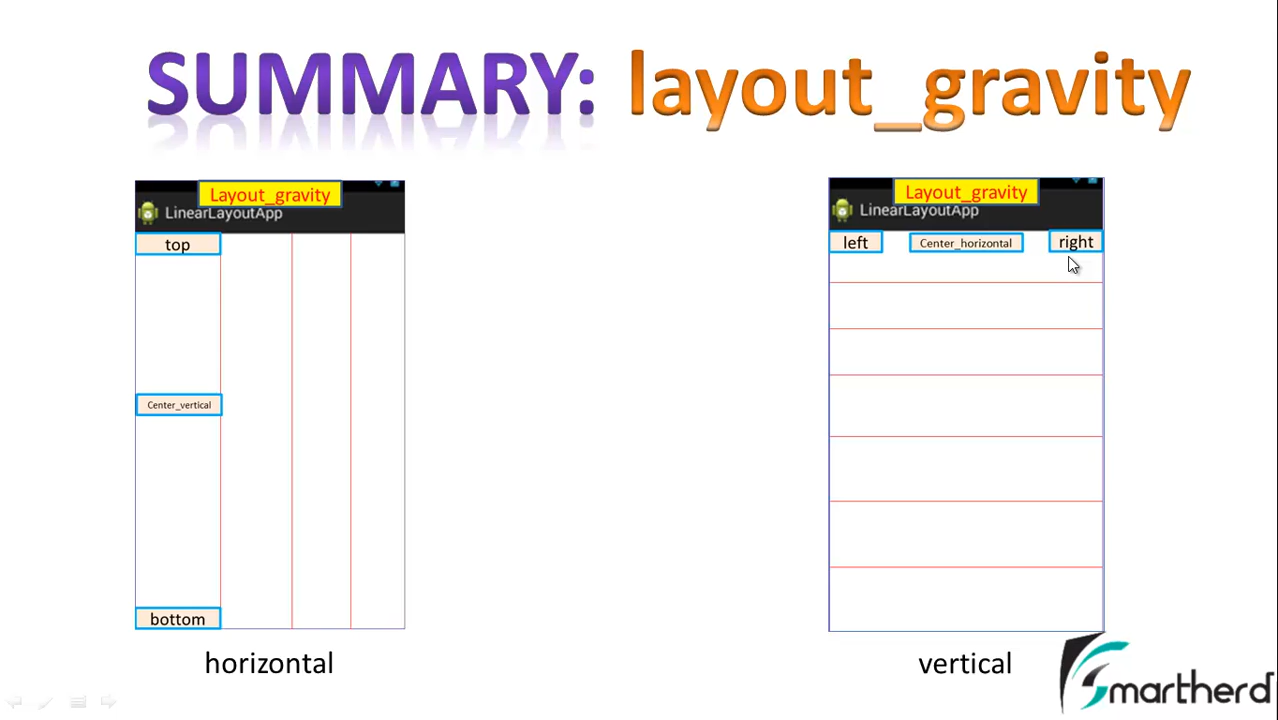 SUMMARY: layout_gravity
Layout_gravity
LinearLayoutApp
top
Center_vertical
bottom
horizontal
Layout_gravity
LinearLayoutApp
left Center_horizontal right
vertical
Smartherd